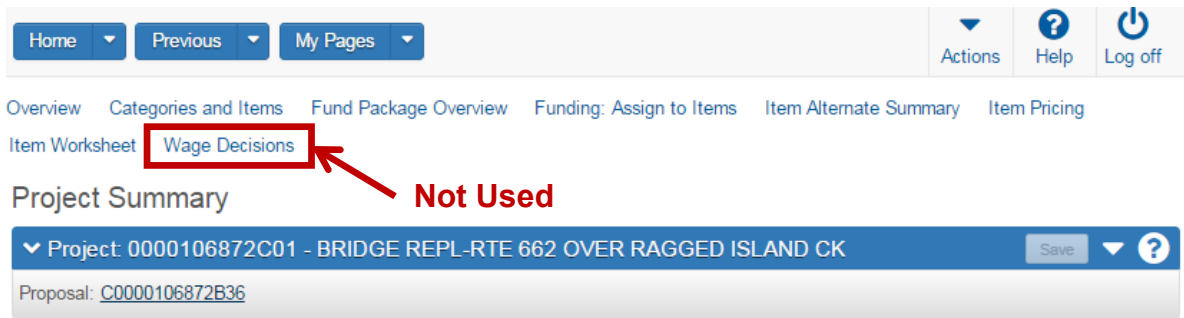 Home Previous My Pages Actions Help Log off
Overview Categories and Items Fund Package Overview Funding: Assign to Items Item Alternate Summary Item Pricing
Item Worksheet Wage Decisions
Not Used
Project Summary
Project: 0000106872C01 - BRIDGE REPL-RTE 662 OVER RAGGED ISLAND CK Save
Proposal: C0000106872B36